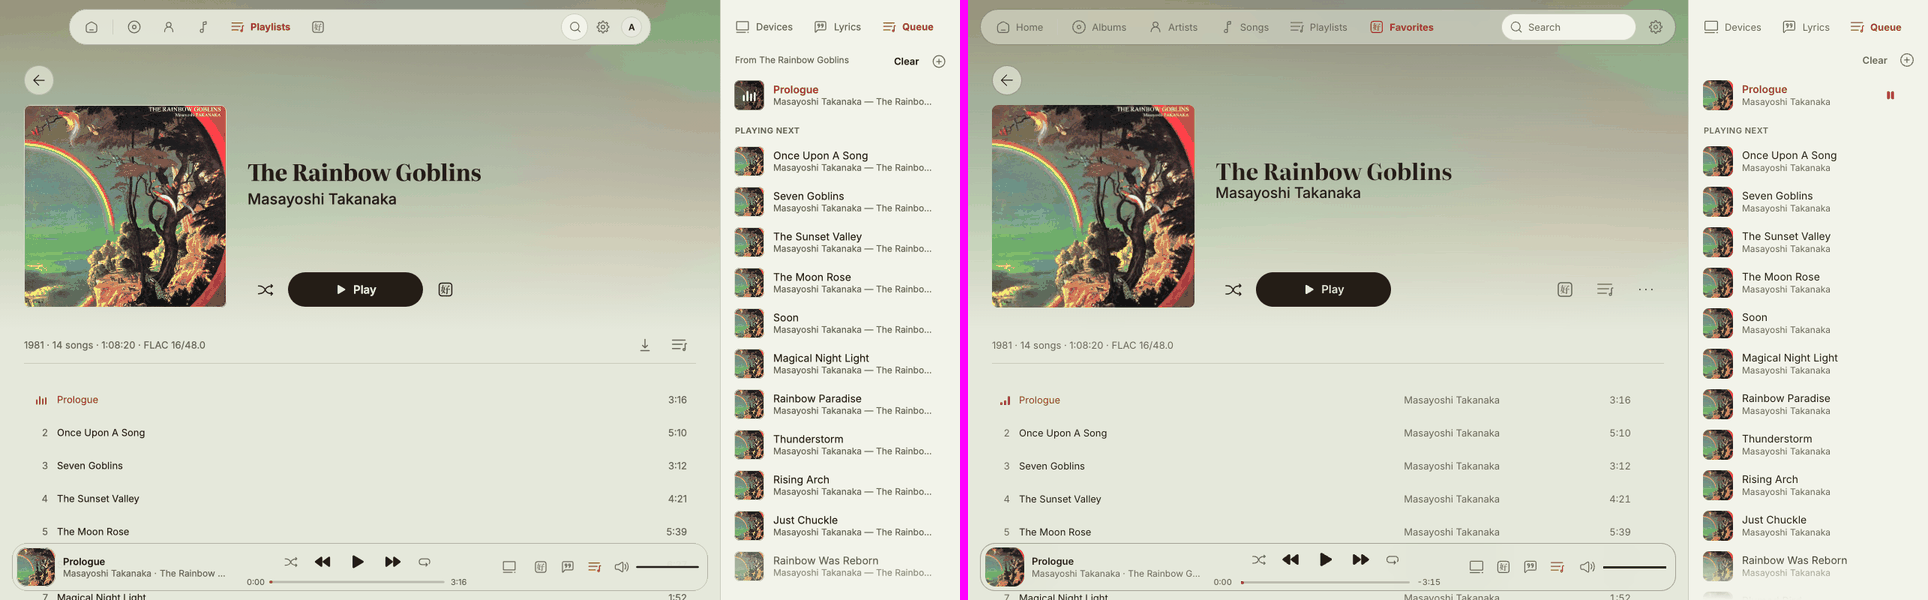 Playlists
A
Devices
Lyrics
Queue
From The Rainbow Goblins
Clear
Prologue
Masayoshi Takanaka — The Rainbo...
PLAYING NEXT
Once Upon A Song
Masayoshi Takanaka — The Rainbo...
Seven Goblins
Masayoshi Takanaka — The Rainbo...
The Sunset Valley
Masayoshi Takanaka — The Rainbo...
The Moon Rose
Masayoshi Takanaka — The Rainbo...
Soon
Masayoshi Takanaka — The Rainbo...
Magical Night Light
Masayoshi Takanaka — The Rainbo...
Rainbow Paradise
Masayoshi Takanaka — The Rainbo...
Thunderstorm
Masayoshi Takanaka — The Rainbo...
Rising Arch
Masayoshi Takanaka — The Rainbo...
Just Chuckle
Masayoshi Takanaka — The Rainbo...
Rainbow Was Reborn
Masayoshi Takanaka — The Rainbo...
THE RAINBOW GOBLINS
MASAYOSHI TAKANAKA
The Rainbow Goblins
Masayoshi Takanaka
Play
好
1981 · 14 songs · 1:08:20 · FLAC 16/48.0
Prologue 3:16
2 Once Upon A Song 5:10
3 Seven Goblins 3:12
4 The Sunset Valley 4:21
5 The Moon Rose 5:39
Prologue
Masayoshi Takanaka · The Rainbow ...
0:00 3:16
7 Magical Night Light 1:52
Home
Albums
Artists
Songs
Playlists
Favorites
Search
Devices
Lyrics
Queue
Clear
Prologue
Masayoshi Takanaka
PLAYING NEXT
Once Upon A Song
Masayoshi Takanaka
Seven Goblins
Masayoshi Takanaka
The Sunset Valley
Masayoshi Takanaka
The Moon Rose
Masayoshi Takanaka
Soon
Masayoshi Takanaka
Magical Night Light
Masayoshi Takanaka
Rainbow Paradise
Masayoshi Takanaka
Thunderstorm
Masayoshi Takanaka
Rising Arch
Masayoshi Takanaka
Just Chuckle
Masayoshi Takanaka
Rainbow Was Reborn
Masayoshi Takanaka
THE RAINBOW GOBLINS
MASAYOSHI TAKANAKA
The Rainbow Goblins
Masayoshi Takanaka
Play
好
1981 · 14 songs · 1:08:20 · FLAC 16/48.0
Prologue Masayoshi Takanaka 3:16
2 Once Upon A Song Masayoshi Takanaka 5:10
3 Seven Goblins Masayoshi Takanaka 3:12
4 The Sunset Valley Masayoshi Takanaka 4:21
5 The Moon Rose Masayoshi Takanaka 5:39
Prologue
Masayoshi Takanaka · The Rainbow G...
0:00 -3:15
7 Magical Night Light Masayoshi Takanaka 1:52